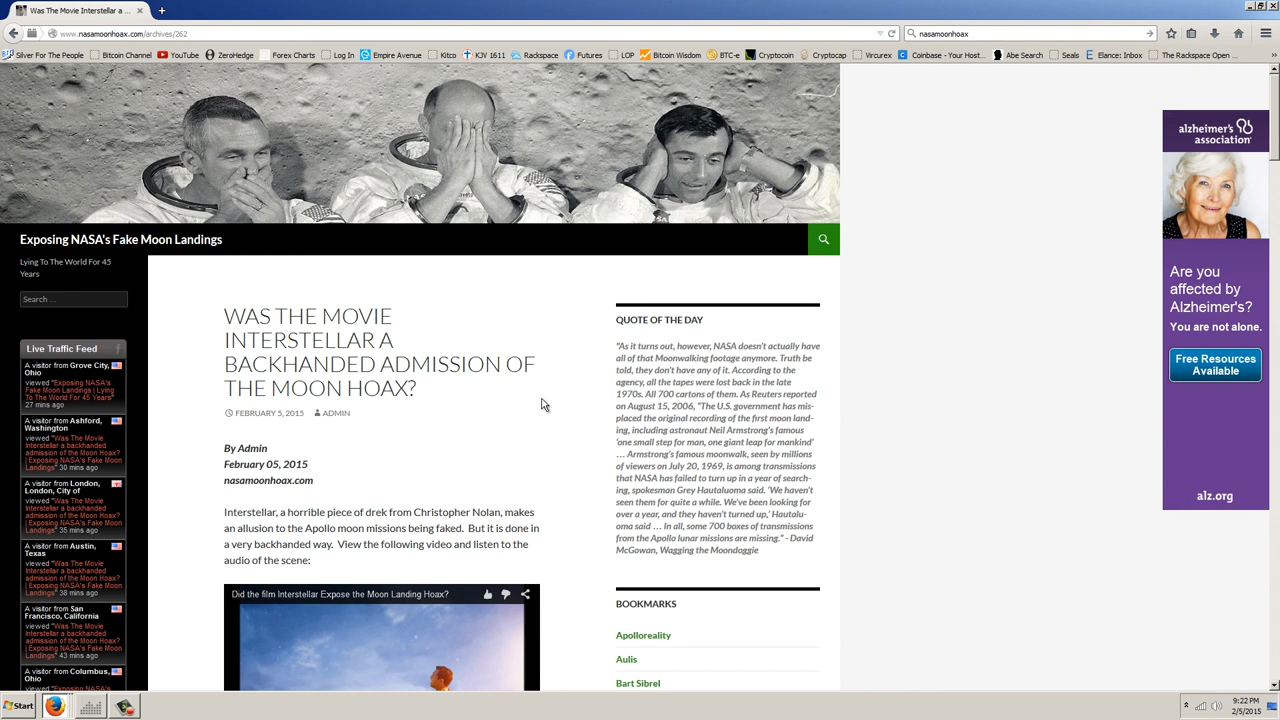 Was The Movie Interstellar a ...
www.nasamoonhoax.com/archives/262
nasamoonhoax
Silver For The People
Bitcoin Channel
YouTube
ZeroHedge
Forex Charts
Log In
Empire Avenue
Kitco
KJV 1611
Rackspace
Futures
LOP
Bitcoin Wisdom
BTC-e
Cryptocoin
Cryptocap
Vircurex
Coinbase - Your Host...
Abe Search
Seals
Elance: Inbox
The Rackspace Open ...
Exposing NASA's Fake Moon Landings
Lying To The World For 45
Years
Search ...
Live Traffic Feed
A visitor from Grove City,
Ohio
viewed "Exposing NASA's
Fake Moon Landings | Lying
To The World For 45 Years"
27 mins ago
A visitor from Ashford,
Washington
viewed "Was The Movie
Interstellar a backhanded
admission of the Moon Hoax?
| Exposing NASA's Fake Moon
Landings" 30 mins ago
A visitor from London,
London, City of
viewed "Was The Movie
Interstellar a backhanded
admission of the Moon Hoax?
| Exposing NASA's Fake Moon
Landings" 35 mins ago
A visitor from Austin,
Texas
viewed "Was The Movie
Interstellar a backhanded
admission of the Moon Hoax?
| Exposing NASA's Fake Moon
Landings" 38 mins ago
A visitor from San
Francisco, California
viewed "Was The Movie
Interstellar a backhanded
admission of the Moon Hoax?
| Exposing NASA's Fake Moon
Landings" 43 mins ago
A visitor from Columbus,
Ohio
viewed "Exposing NASA's
WAS THE MOVIE
INTERSTELLAR A
BACKHANDED ADMISSION OF
THE MOON HOAX?
FEBRUARY 5, 2015 ADMIN
By Admin
February 05, 2015
nasamoonhoax.com
Interstellar, a horrible piece of drek from Christopher Nolan, makes
an allusion to the Apollo moon missions being faked. But it is done in
a very backhanded way. View the following video and listen to the
audio of the scene:
Did the film Interstellar Expose the Moon Landing Hoax?
QUOTE OF THE DAY
"As it turns out, however, NASA doesn't actually have
all of that Moonwalking footage anymore. Truth be
told, they don't have any of it. According to the
agency, all the tapes were lost back in the late
1970s. All 700 cartons of them. As Reuters reported
on August 15, 2006, "The U.S. government has mis-
placed the original recording of the first moon land-
ing, including astronaut Neil Armstrong's famous
'one small step for man, one giant leap for mankind'
… Armstrong's famous moonwalk, seen by millions
of viewers on July 20, 1969, is among transmissions
that NASA has failed to turn up in a year of search-
ing, spokesman Grey Hautaluoma said. 'We haven't
seen them for quite a while. We've been looking for
over a year, and they haven't turned up,' Hautalu-
oma said … In all, some 700 boxes of transmissions
from the Apollo lunar missions are missing." - David
McGowan, Wagging the Moondoggie
BOOKMARKS
Apolloreality
Aulis
Bart Sibrel
alzheimer's
association
Are you
affected by
Alzheimer's?
You are not alone.
Free Resources
Available
alz.org
Start
9:22 PM
2/5/2015